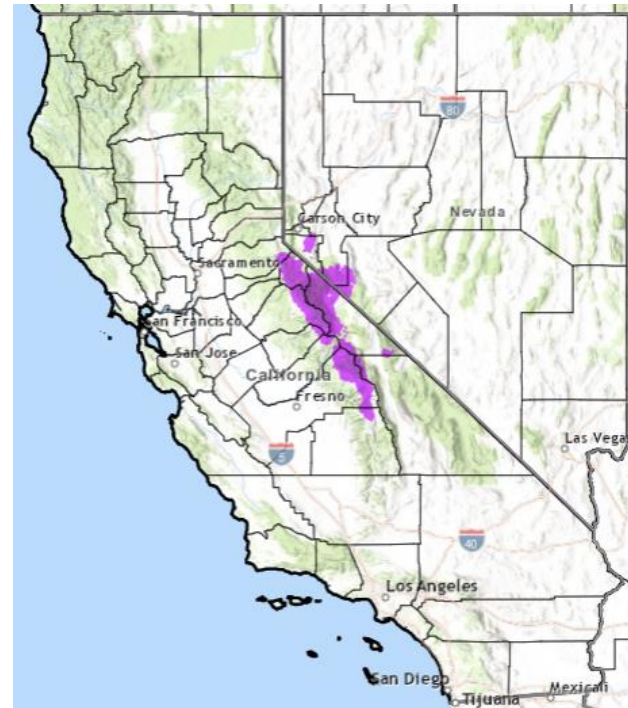 80
Nevada
Carson City
Sacramento
San Francisco
San Jose
California
Fresno
5
Las Vega
40
Los Angeles
San Diego
Tijuana
Mexicali